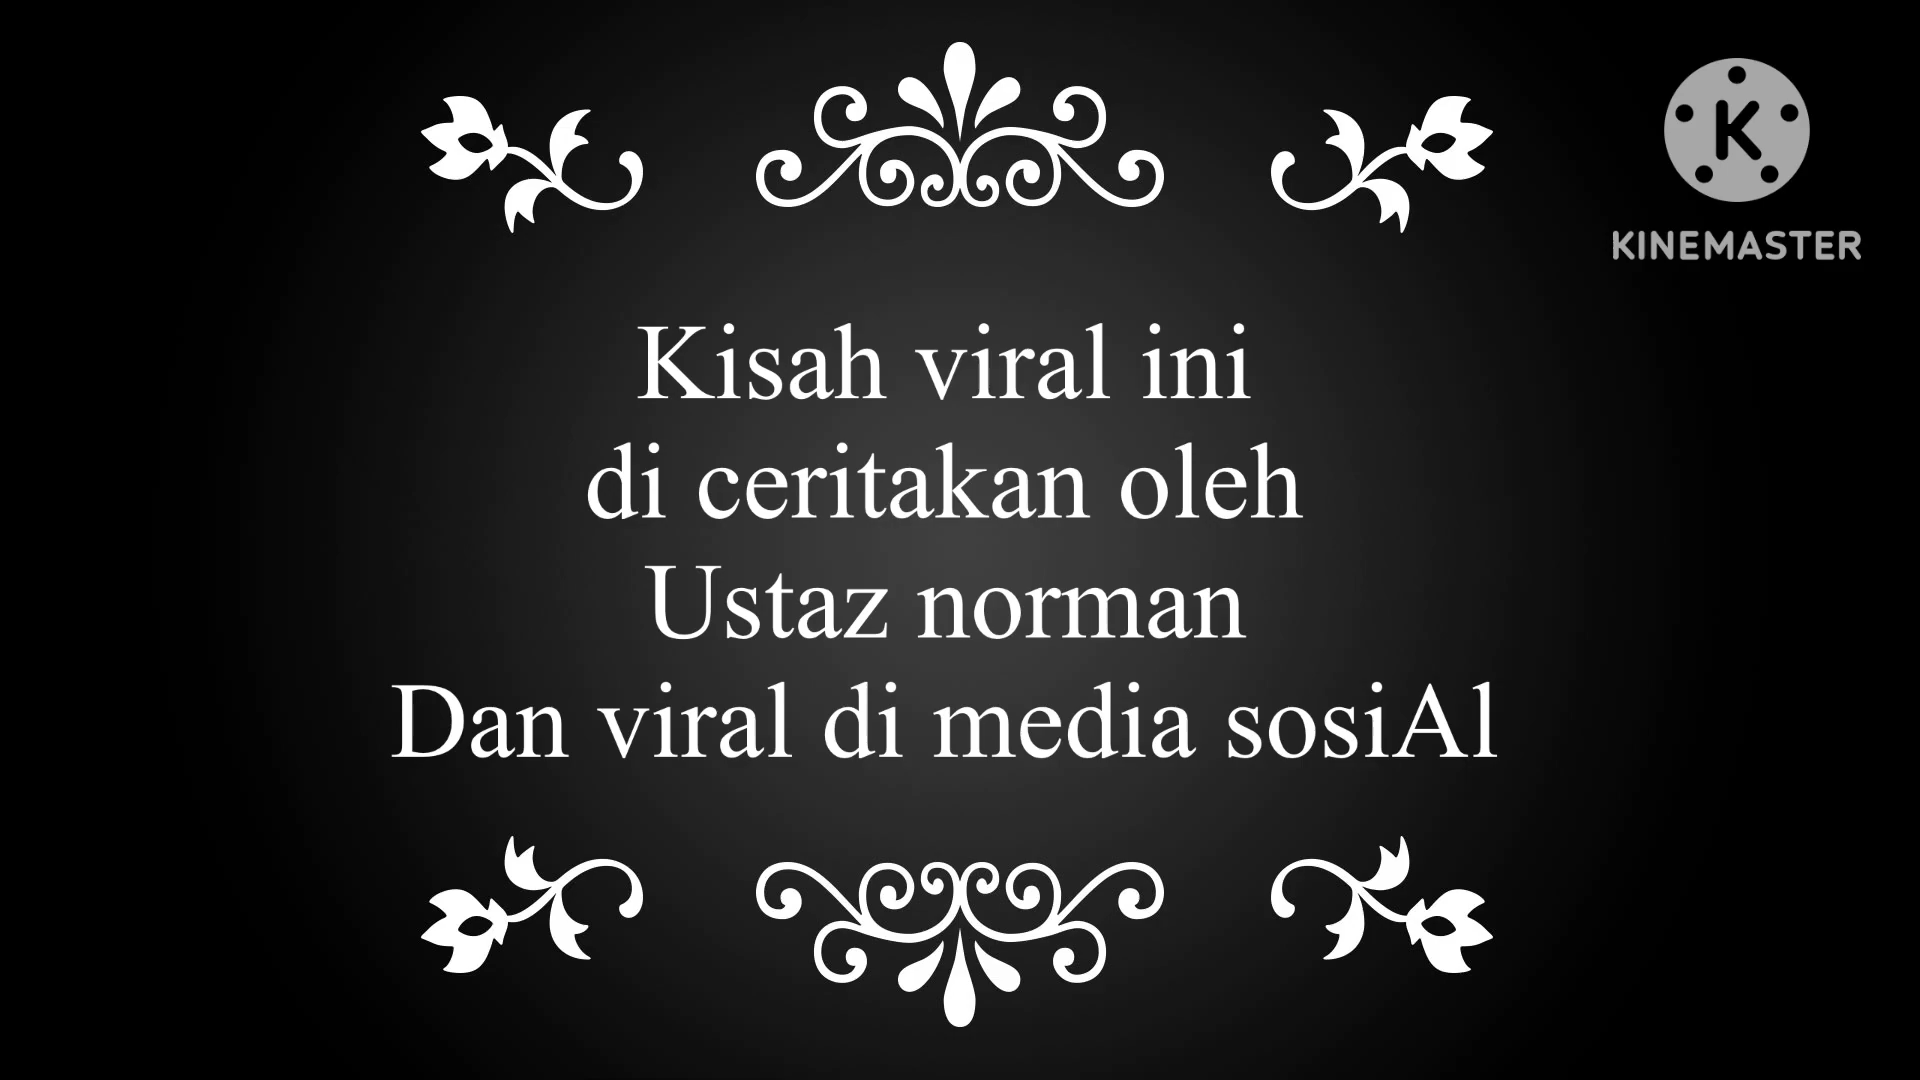 K
KINEMASTER
Kisah viral ini
di ceritakan oleh
Ustaz norman
Dan viral di media sosiAl